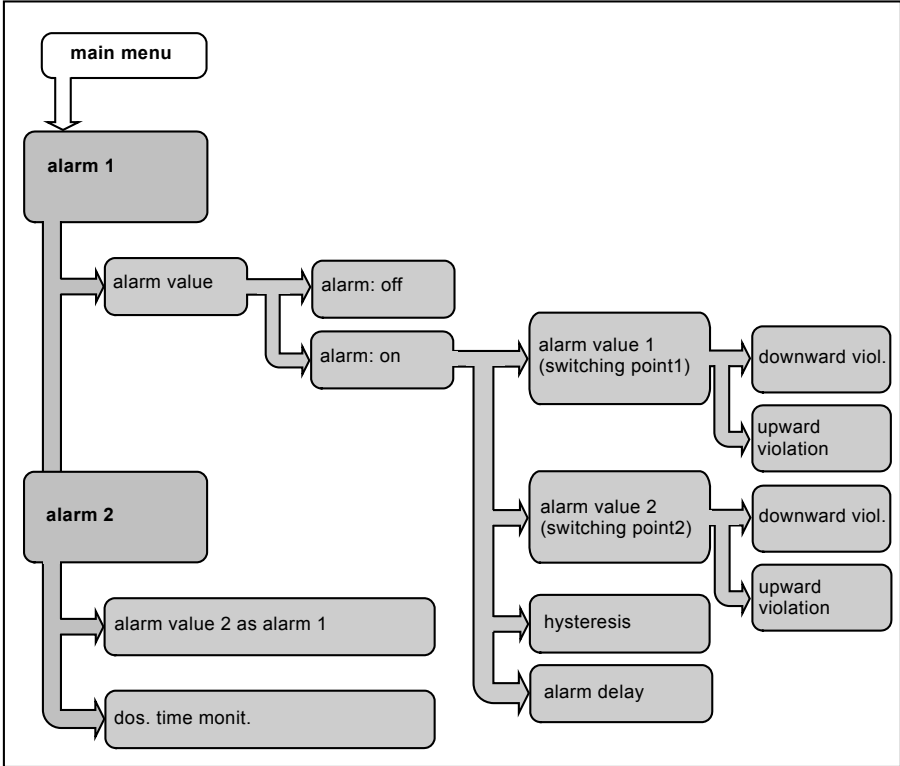 main menu
alarm 1
alarm value
alarm: off
alarm: on
alarm value 1
(switching point1)
downward viol.
upward
violation
alarm 2
alarm value 2
(switching point2)
downward viol.
upward
violation
alarm value 2 as alarm 1
hysteresis
alarm delay
dos. time monit.